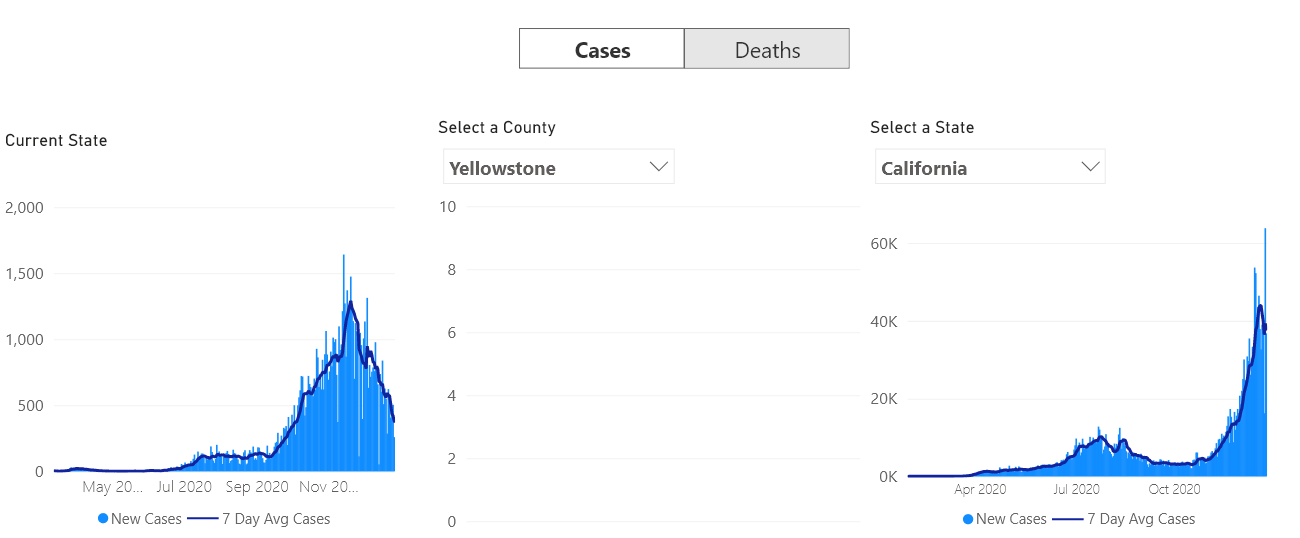 Cases
Deaths
Current State
2,000
1,500
1,000
500
0
May 20...
Jul 2020
Sep 2020
Nov 20...
New Cases
7 Day Avg Cases
Select a County
Yellowstone
10
8
6
4
2
0
Select a State
California
60K
40K
20K
0K
Apr 2020
Jul 2020
Oct 2020
New Cases
7 Day Avg Cases